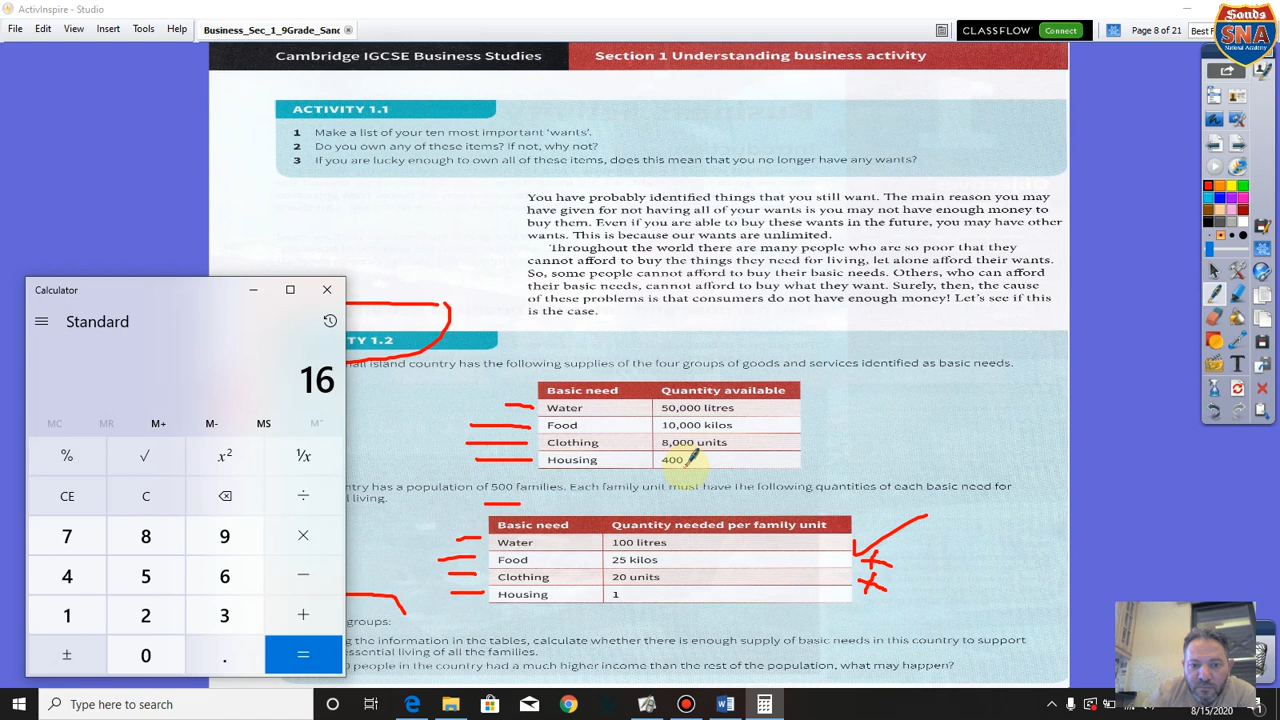 ActivInspire - Studio
File Edit View Insert Tools Help Business_Sec_1_9Grade_Sand CLASSFLOW Connect Page 8 of 21 Best F
Sands
SNA
National Academy
Cambridge IGCSE Business Studies Section 1 Understanding business activity
ACTIVITY 1.1
1 Make a list of your ten most important 'wants'.
2 Do you own any of these items? If not, why not?
3 If you are lucky enough to own all of these items, does this mean that you no longer have any wants?
You have probably identified things that you still want. The main reason you may
have given for not having all of your wants is you may not have enough money to
buy them. Even if you are able to buy these wants in the future, you may have other
wants. This is because our wants are unlimited.
Throughout the world there are many people who are so poor that they
cannot afford to buy the things they need for living, let alone afford their wants.
So, some people cannot afford to buy their basic needs. Others, who can afford
their basic needs, cannot afford to buy what they want. Surely, then, the cause
of these problems is that consumers do not have enough money! Let's see if this
is the case.
TY 1.2
all island country has the following supplies of the four groups of goods and services identified as basic needs.
Basic need Quantity available
Water 50,000 litres
Food 10,000 kilos
Clothing 8,000 units
Housing 400
ntry has a population of 500 families. Each family unit must have the following quantities of each basic need for
l living.
Basic need Quantity needed per family unit
Water 100 litres
Food 25 kilos
Clothing 20 units
Housing 1
groups:
g the information in the tables, calculate whether there is enough supply of basic needs in this country to support
ssential living of all the families.
0 people in the country had a much higher income than the rest of the population, what may happen?
Calculator
Standard
16
MC MR M+ M- MS M˅
% √ x² ¹/x
CE C ÷
7 8 9 ×
4 5 6 −
1 2 3 +
± 0 . =
Type here to search
8/15/2020